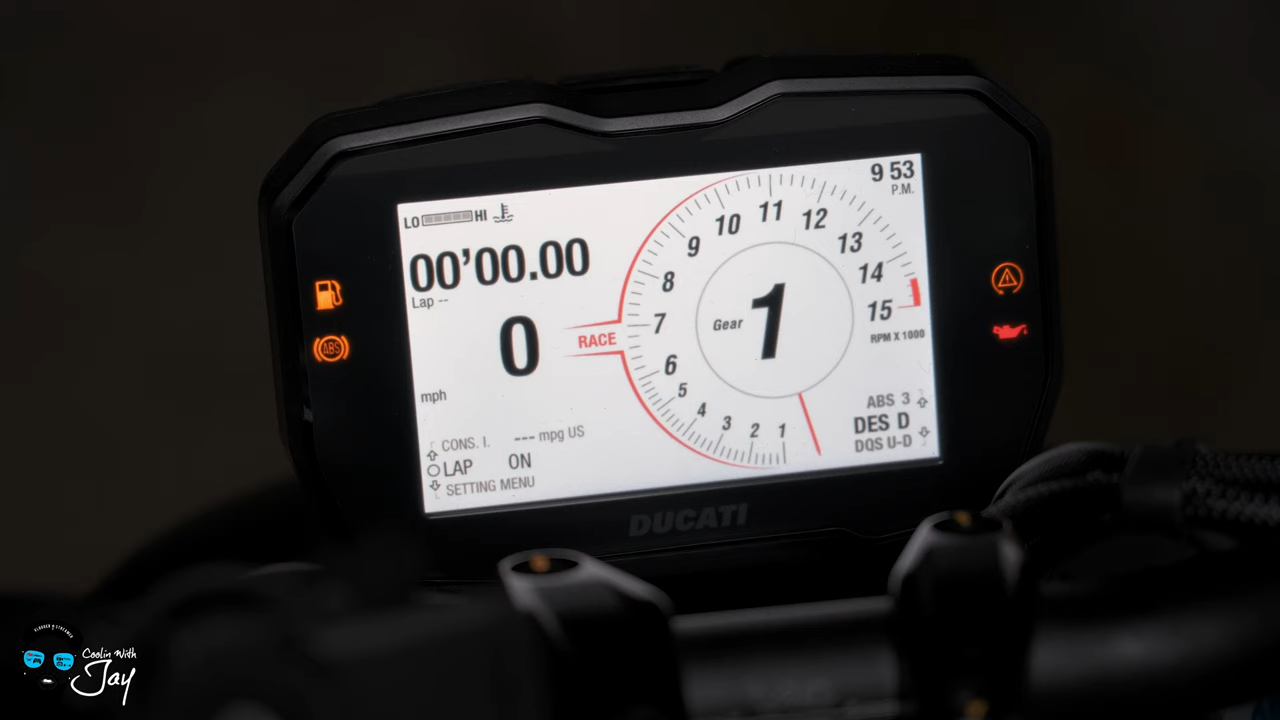 LO HI
9 53
P.M.
00'00.00
Lap --
0
mph
RACE
Gear 1
1
2
3
4
5
6
7
8
9
10
11
12
13
14
15
RPM X 1000
ABS 3
DES D
DQS U-D
CONS. I. --- mpg US
LAP ON
SETTING MENU
ABS
DUCATI
Coolin With
Jay